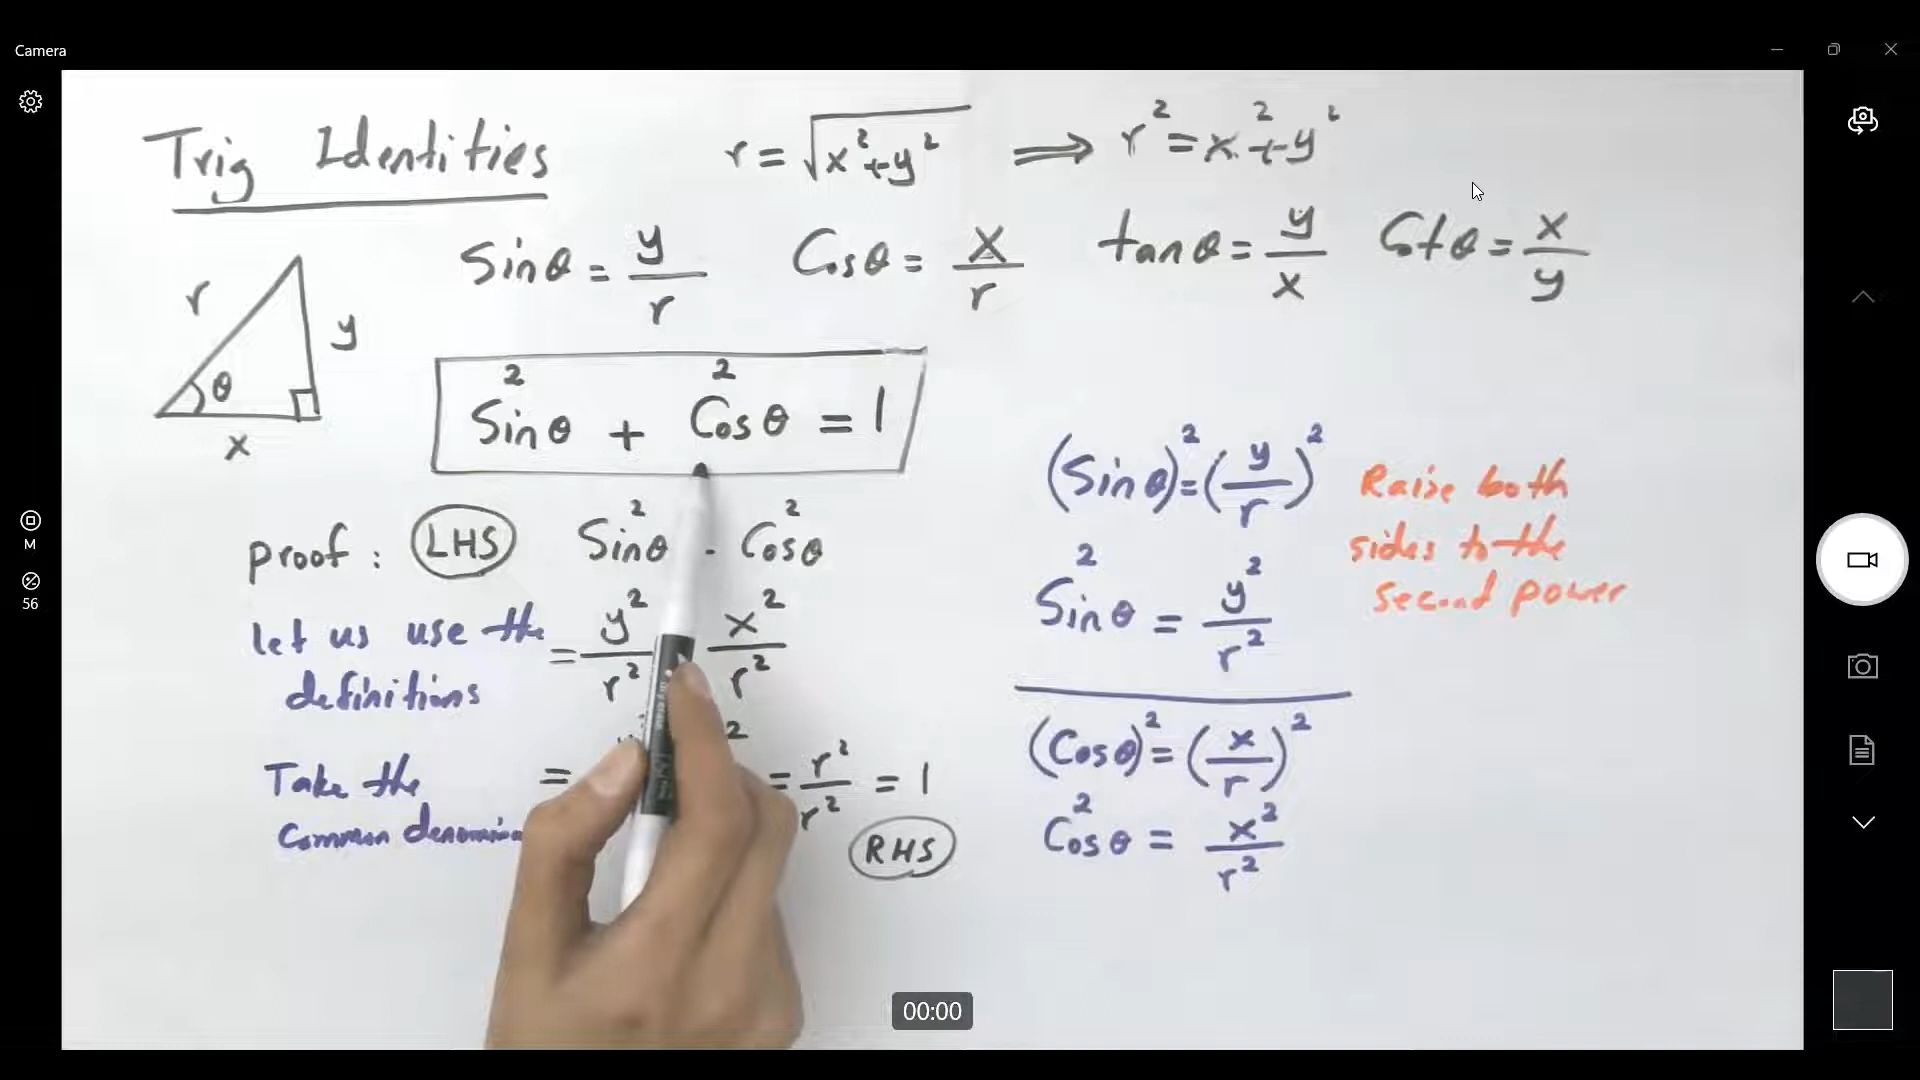 Camera
Trig Identities
r = √(x² + y²) ⟹ r² = x² + y²
Sinθ = y/r Cosθ = x/r tanθ = y/x Cotθ = x/y
r
y
θ
x
Sin²θ + Cos²θ = 1
proof : LHS Sin²θ Cos²θ
let us use the
definitions
= y²/r² x²/r²
Take the
Common
= = r²/r² = 1
RHS
(Sinθ)² = (y/r)²
Sin²θ = y²/r²
Raise both
sides to the
second power
(Cosθ)² = (x/r)²
Cos²θ = x²/r²
M
56
00:00